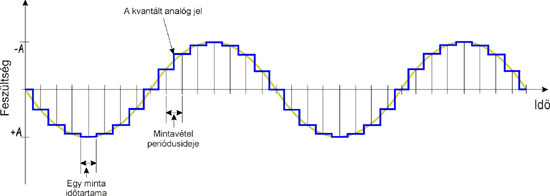 A kvantált analóg jel
-A
Feszültség
Idő
+A
Mintavétel
periódusideje
Egy minta
időtartama